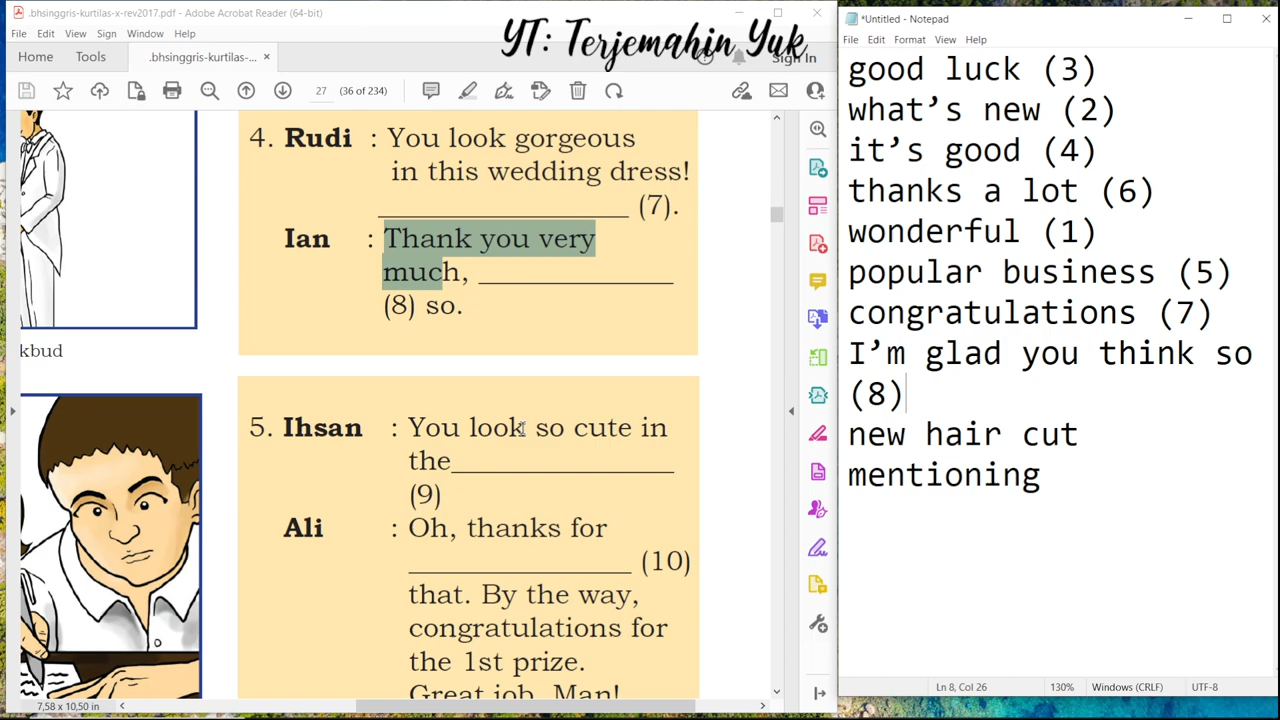 .bhsinggris-kurtilas-x-rev2017.pdf - Adobe Acrobat Reader (64-bit)
File Edit View Sign Window Help
YT: Terjemahin Yuk
Home Tools .bhsinggris-kurtilas-... × Sign In
27 (36 of 234)
4. Rudi : You look gorgeous
in this wedding dress!
____________________ (7).
Ian : Thank you very
much, ________________
(8) so.
kbud
5. Ihsan : You look so cute in
the__________________
(9)
Ali : Oh, thanks for
__________________ (10)
that. By the way,
congratulations for
the 1st prize.
Great job, Man!
7,58 x 10,50 in
*Untitled - Notepad
File Edit Format View Help
good luck (3)
what’s new (2)
it’s good (4)
thanks a lot (6)
wonderful (1)
popular business (5)
congratulations (7)
I’m glad you think so
(8)
new hair cut
mentioning
Ln 8, Col 26 130% Windows (CRLF) UTF-8